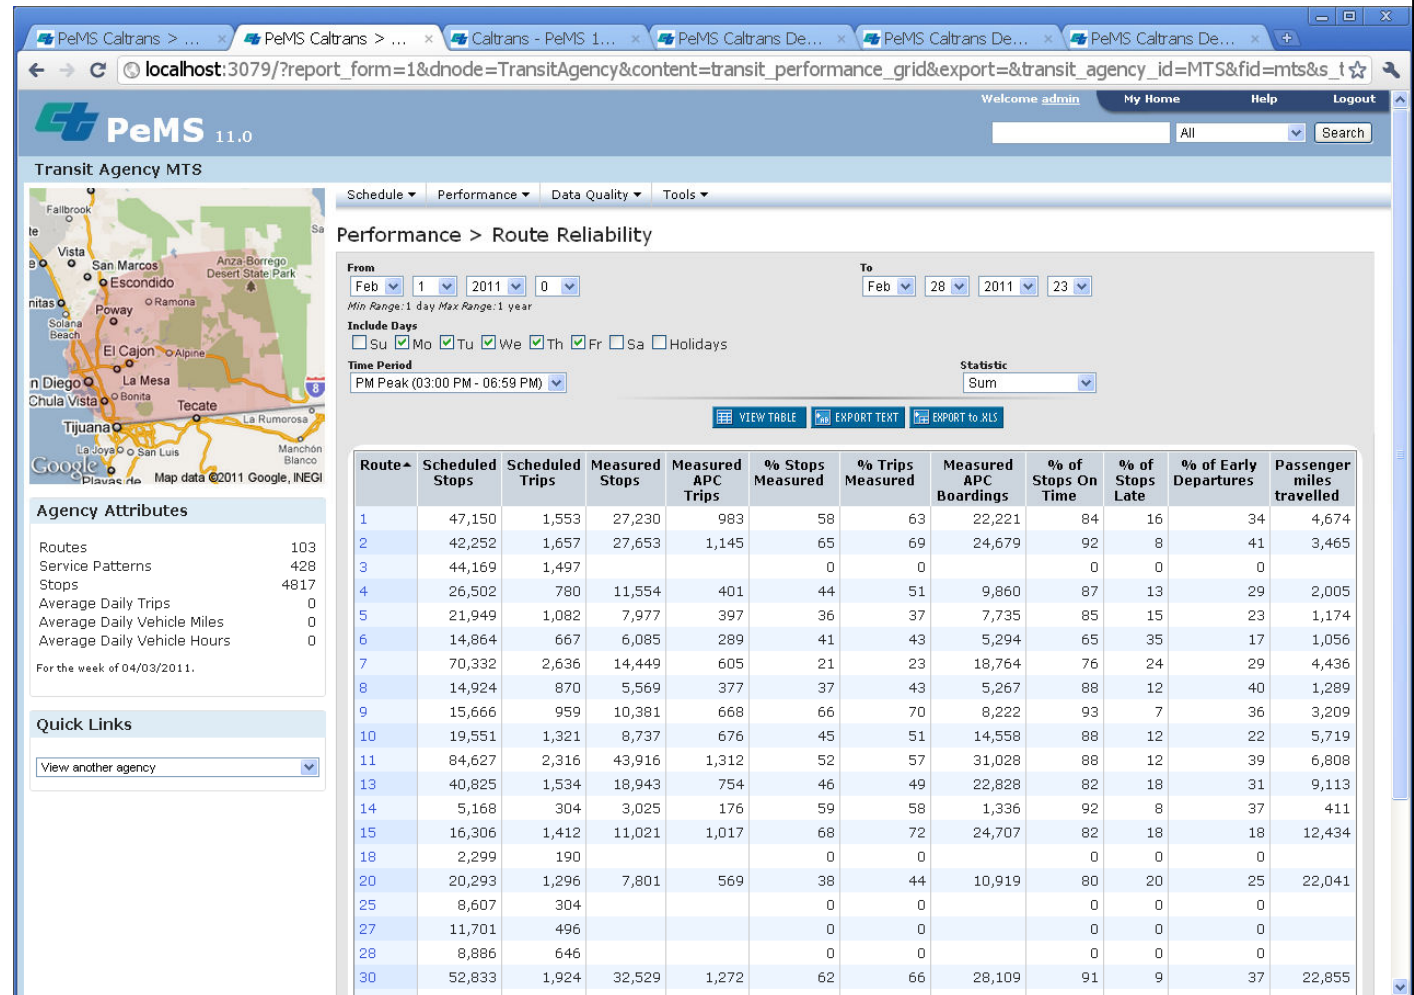 PeMS Caltrans > ... PeMS Caltrans > ... Caltrans - PeMS 1... PeMS Caltrans De... PeMS Caltrans De... PeMS Caltrans De...
localhost:3079/?report_form=1&dnode=TransitAgency&content=transit_performance_grid&export=&transit_agency_id=MTS&fid=mts&s_t
Welcome admin My Home Help Logout
PeMS 11.0
All Search
Transit Agency MTS
Schedule Performance Data Quality Tools
Fallbrook
Vista
San Marcos
Escondido
Anza-Borrego
Desert State Park
nitas
Ramona
Poway
Solana
Beach
El Cajon
Alpine
n Diego
La Mesa
8
Chula Vista
Bonita
Tecate
La Rumorosa
Tijuana
La Joya
San Luis
Manchón
Blanco
Google
Playas de
Map data ©2011 Google, INEGI
Agency Attributes
Routes 103
Service Patterns 428
Stops 4817
Average Daily Trips 0
Average Daily Vehicle Miles 0
Average Daily Vehicle Hours 0
For the week of 04/03/2011.
Quick Links
View another agency
Performance > Route Reliability
From To
Feb 1 2011 0 Feb 28 2011 23
Min Range:1 day Max Range:1 year
Include Days
Su Mo Tu We Th Fr Sa Holidays
Time Period Statistic
PM Peak (03:00 PM - 06:59 PM) Sum
VIEW TABLE EXPORT TEXT EXPORT to .XLS
Route Scheduled Stops Scheduled Trips Measured Stops Measured APC Trips % Stops Measured % Trips Measured Measured APC Boardings % of Stops On Time % of Stops Late % of Early Departures Passenger miles travelled
1 47,150 1,553 27,230 983 58 63 22,221 84 16 34 4,674
2 42,252 1,657 27,653 1,145 65 69 24,679 92 8 41 3,465
3 44,169 1,497 0 0 0 0 0
4 26,502 780 11,554 401 44 51 9,860 87 13 29 2,005
5 21,949 1,082 7,977 397 36 37 7,735 85 15 23 1,174
6 14,864 667 6,085 289 41 43 5,294 65 35 17 1,056
7 70,332 2,636 14,449 605 21 23 18,764 76 24 29 4,436
8 14,924 870 5,569 377 37 43 5,267 88 12 40 1,289
9 15,666 959 10,381 668 66 70 8,222 93 7 36 3,209
10 19,551 1,321 8,737 676 45 51 14,558 88 12 22 5,719
11 84,627 2,316 43,916 1,312 52 57 31,028 88 12 39 6,808
13 40,825 1,534 18,943 754 46 49 22,828 82 18 31 9,113
14 5,168 304 3,025 176 59 58 1,336 92 8 37 411
15 16,306 1,412 11,021 1,017 68 72 24,707 82 18 18 12,434
18 2,299 190 0 0 0 0 0
20 20,293 1,296 7,801 569 38 44 10,919 80 20 25 22,041
25 8,607 304 0 0 0 0 0
27 11,701 496 0 0 0 0 0
28 8,886 646 0 0 0 0 0
30 52,833 1,924 32,529 1,272 62 66 28,109 91 9 37 22,855